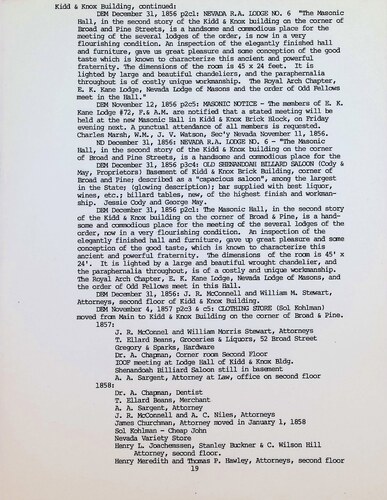 Kidd & Knox Building, continued:
DEM December 31, 1856 p2c1: NEVADA R.A. LODGE NO. 6 "The Masonic
Hall, in the second story of the Kidd & Knox building on the corner of
Broad and Pine Streets, is a handsome and commodious place for the
meeting of the several lodges of the order, is now in a very
flourishing condition. An inspection of the elegantly finished hall
and furniture, gave us great pleasure and some conception of the good
taste which is known to characterize this ancient and powerful
fraternity. The dimensions of the room is 45 x 24 feet. It is
lighted by large and beautiful chandeliers, and the paraphernalia
throughout is of costly unique workmanship. The Royal Arch Chapter,
E. K. Kane Lodge, Nevada Lodge of Masons and the order of Odd Fellows
meet in the Hall."
DEM November 12, 1856 p2c5: MASONIC NOTICE - The members of E. K.
Kane Lodge #72, F.& A.M. are notified that a stated meeting will be
held at the new Masonic Hall in Kidd & Knox Brick Block, on Friday
evening next. A punctual attendance of all members is requested.
Charles Marsh, W.M., J. V. Watson, Sec'y Nevada November 11, 1856.
ND December 31, 1856: NEVADA R.A. LODGE NO. 6 - "The Masonic
Hall, in the second story of the Kidd & Knox building on the corner
of Broad and Pine Streets, is a handsome and commodious place for the
DEM December 31, 1856 p3c4: OLD SHENANDOAH BILLARD SALOON (Cody &
May, Proprietors) Basement of Kidd & Knox Brick Building, corner of
Broad and Pine; described as a "capacious saloon", among the largest
in the State; (glowing description); bar supplied with best liquor,
wines, etc.; billard tables, new, of the highest finish and workman-
ship. Jessie Cody and George May.
DEM December 31, 1856 p2c1: The Masonic Hall, in the second story
of the Kidd & Knox building on the corner of Broad & Pine, is a hand-
some and commodious place for the meeting of the several lodges of the
order, now in a very flourishing condition. An inspection of the
elegantly finished hall and furniture, gave up great pleasure and some
conception of the good taste, which is known to characterize this
ancient and powerful fraternity. The dimensions of the room is 45' x
24'. It is lighted by a large and beautiful wrought chandelier, and
the paraphernalia throughout, is of a costly and unique workmanship.
The Royal Arch Chapter, E. K. Kane Lodge, Nevada Lodge of Masons, and
the order of Odd Fellows meet in this Hall.
DEM December 31, 1856: J. R. McConnell and William M. Stewart,
Attorneys, second floor of Kidd & Knox Building.
DEM November 4, 1857 p2c3 & c5: CLOTHING STORE (Sol Kohlman)
moved from Main to Kidd & Knox Building on the corner of Broad & Pine.
1857:
J. R. McConnel and William Morris Stewart, Attorneys
T. Ellard Beans, Groceries & Liquors, 52 Broad Street
Gregory & Sparks, Hardware
Dr. A. Chapman, Corner room Second Floor
IOOF meeting at Lodge Hall of Kidd & Knox Bldg.
Shenandoah Billiard Saloon still in basement
A. A. Sargent, Attorney at Law, office on second floor
1858:
Dr. A. Chapman, Dentist
T. Ellard Beans, Merchant
A. A. Sargent, Attorney
J. R. McConnell and A. C. Niles, Attorneys
James Churchman, Attorney moved in January 1, 1858
Sol Kohlman - Cheap John
Nevada Variety Store
Henry L. Joachemssen, Stanley Buckner & C. Wilson Hill
Attorney, second floor.
Henry Meredith and Thomas P. Hawley, Attorneys, second floor
19